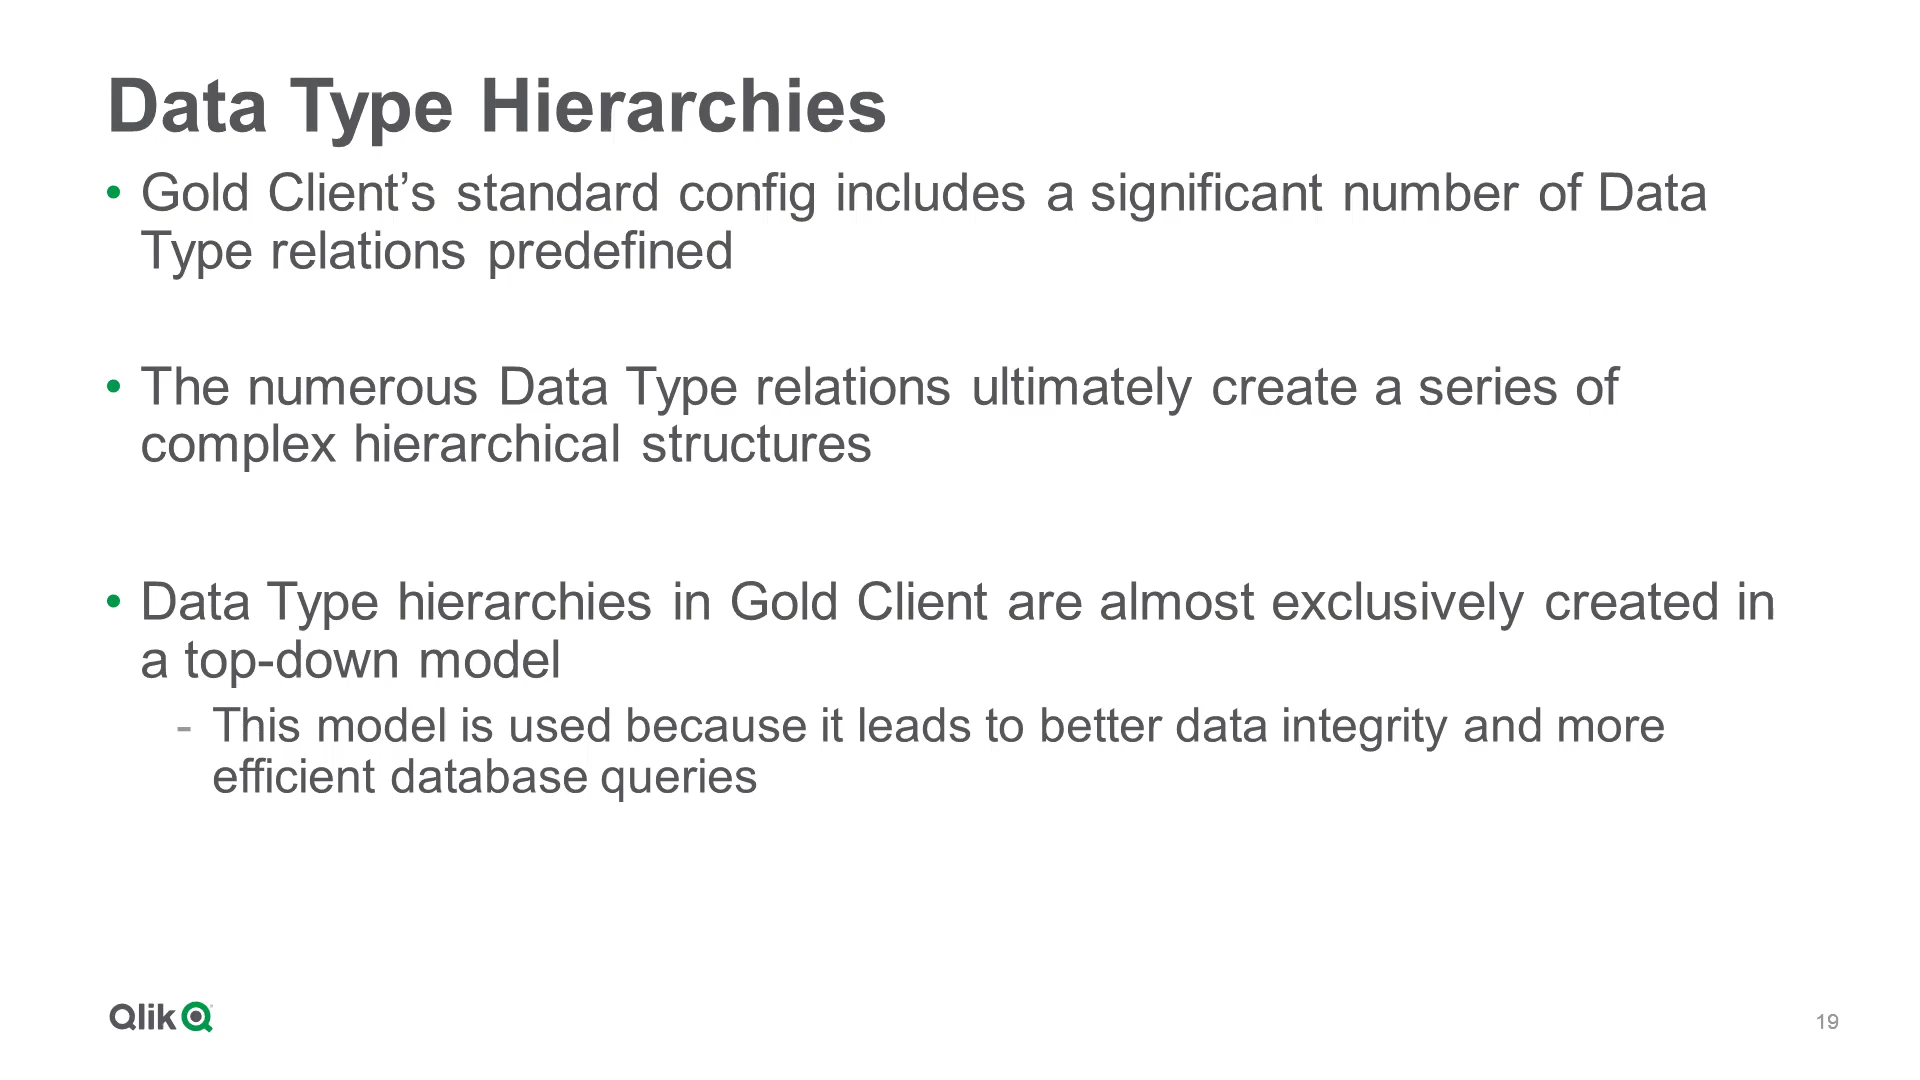 Data Type Hierarchies
• Gold Client’s standard config includes a significant number of Data
Type relations predefined
• The numerous Data Type relations ultimately create a series of
complex hierarchical structures
• Data Type hierarchies in Gold Client are almost exclusively created in
a top-down model
- This model is used because it leads to better data integrity and more
efficient database queries
Qlik
19